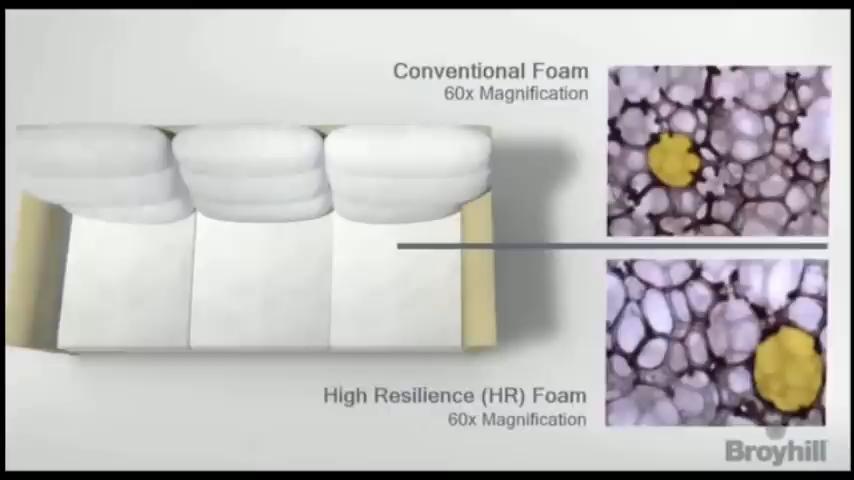 Conventional Foam
60x Magnification
High Resilience (HR) Foam
60x Magnification
Broyhill